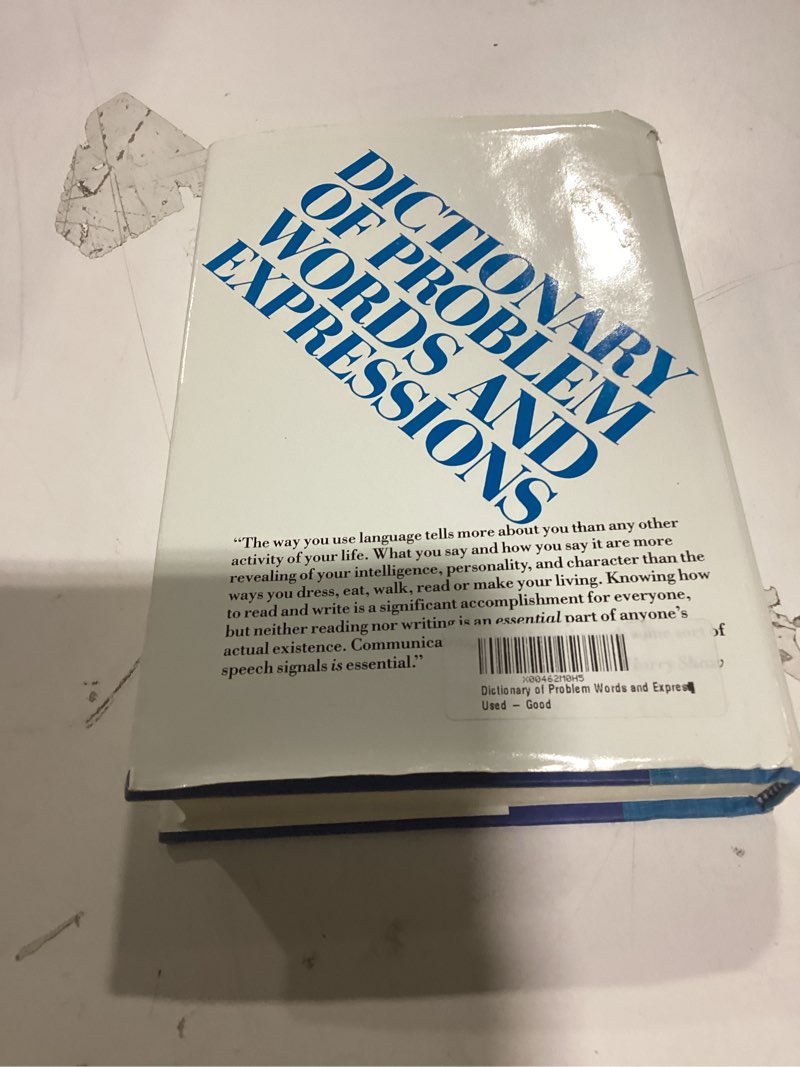 DICTIONARY
OF PROBLEM
WORDS AND
EXPRESSIONS
“The way you use language tells more about you than any other
activity of your life. What you say and how you say it are more
revealing of your intelligence, personality, and character than the
ways you dress, eat, walk, read or make your living. Knowing how
to read and write is a significant accomplishment for everyone,
but neither reading nor writing is an essential part of anyone’s
actual existence. Communica some sort of
speech signals is essential.” Harry Shaw
X00462M0H5
Dictionary of Problem Words and Expres
Used – Good